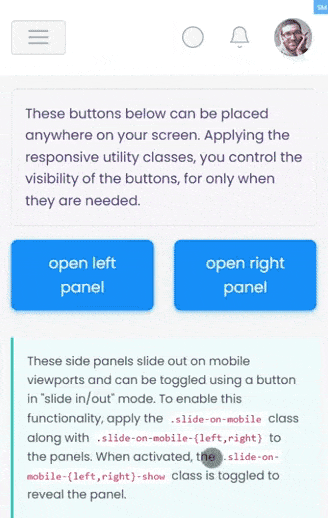 SM
These buttons below can be placed
anywhere on your screen. Applying the
responsive utility classes, you control the
visibility of the buttons, for only when
they are needed.
open left
panel
open right
panel
These side panels slide out on mobile
viewports and can be toggled using a button
in "slide in/out" mode. To enable this
functionality, apply the .slide-on-mobile class
along with .slide-on-mobile-{left,right} to
the panels. When activated, the .slide-on-
mobile-{left,right}-show class is toggled to
reveal the panel.